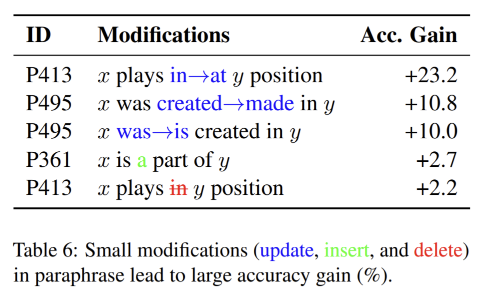 ID Modifications Acc. Gain
P413 x plays in→at y position +23.2
P495 x was created→made in y +10.8
P495 x was→is created in y +10.0
P361 x is a part of y +2.7
P413 x plays in y position +2.2
Table 6: Small modifications (update, insert, and delete)
in paraphrase lead to large accuracy gain (%).